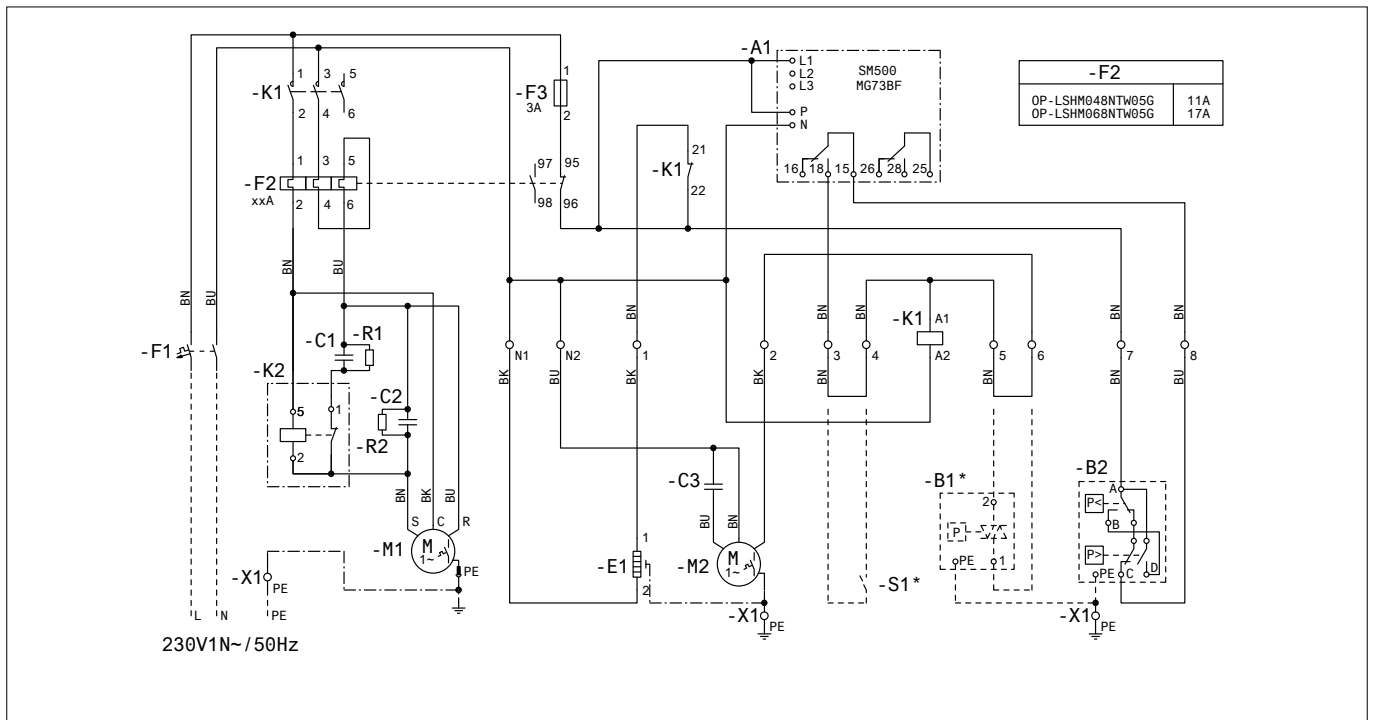 -A1
L1
L2
L3
SM500
MG73BF
P
N
16 18 15 26 28 25
-F2
OP-LSHM048NTW05G 11A
OP-LSHM068NTW05G 17A
-K1
1 3 5
2 4 6
-F3
3A
1
2
-F2
xxA
1 3 5
2 4 6
97 95
98 96
-K1
21
22
BN BU
BN BU
BN BN BN BN BN BN BN
-F1
-K2
5
2
1
-C1
-R1
-C2
-R2
N1 N2 1 2 3 4 5 6 7 8
-K1
A1
A2
BK BU BK BK BN BN BN BN BN BU
BN BK BU
S C R
-M1
M
1~
PE
-X1
PE
L N PE
230V1N~/50Hz
-C3
BU BN
-E1
1
2
-M2
M
1~
-X1
PE
-S1*
-B1*
2
P
PE
1
-B2
A
P<
B
P>
PE
C
D
-X1
PE